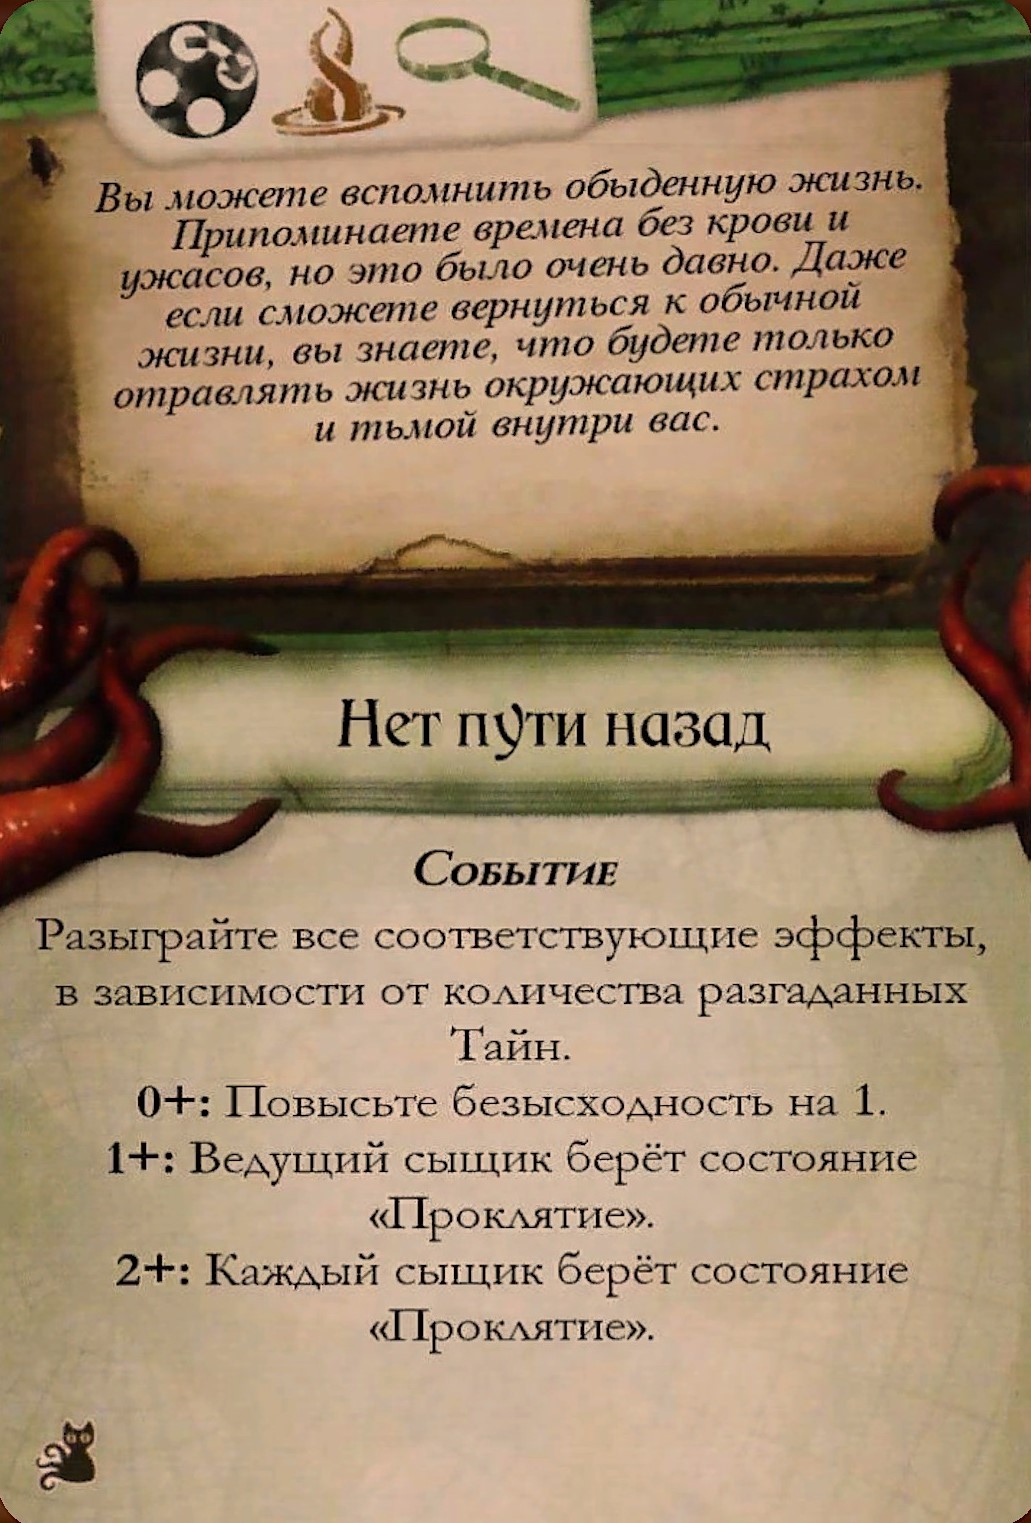 Вы можете вспомнить обыденную жизнь.
Припоминаете времена без крови и
ужасов, но это было очень давно. Даже
если сможете вернуться к обычной
жизни, вы знаете, что будете только
отравлять жизнь окружающих страхом
и тьмой внутри вас.
Нет пути назад
Событие
Разыграйте все соответствующие эффекты,
в зависимости от количества разгаданных
Тайн.
0+: Повысьте безысходность на 1.
1+: Ведущий сыщик берёт состояние
«Проклятие».
2+: Каждый сыщик берёт состояние
«Проклятие».